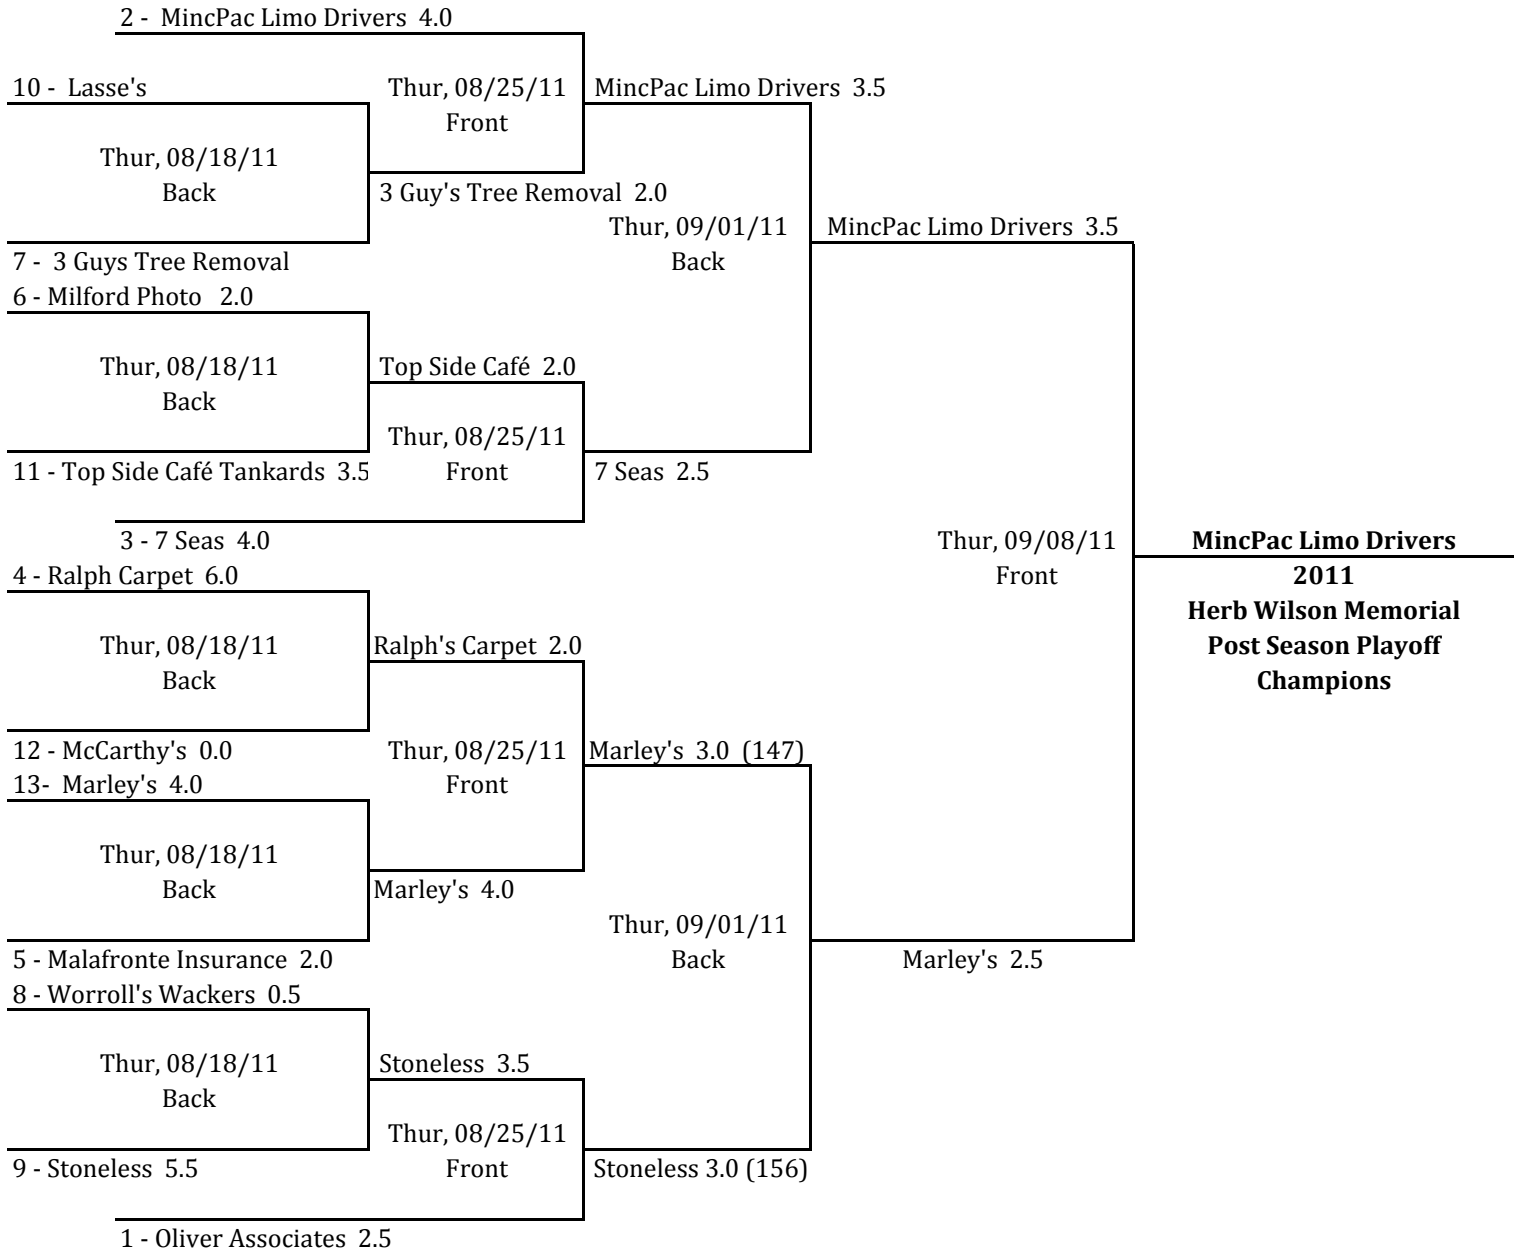 2 - MincPac Limo Drivers 4.0
10 - Lasse's
Thur, 08/25/11
Front
MincPac Limo Drivers 3.5
Thur, 08/18/11
Back
3 Guy's Tree Removal 2.0
Thur, 09/01/11
Back
MincPac Limo Drivers 3.5
7 - 3 Guys Tree Removal
6 - Milford Photo 2.0
Thur, 08/18/11
Back
Top Side Café 2.0
Thur, 08/25/11
Front
11 - Top Side Café Tankards 3.5
7 Seas 2.5
3 - 7 Seas 4.0
Thur, 09/08/11
Front
MincPac Limo Drivers
2011
Herb Wilson Memorial
Post Season Playoff
Champions
4 - Ralph Carpet 6.0
Thur, 08/18/11
Back
Ralph's Carpet 2.0
12 - McCarthy's 0.0
Thur, 08/25/11
Front
Marley's 3.0 (147)
13- Marley's 4.0
Thur, 08/18/11
Back
Marley's 4.0
Thur, 09/01/11
Back
Marley's 2.5
5 - Malafronte Insurance 2.0
8 - Worroll's Wackers 0.5
Thur, 08/18/11
Back
Stoneless 3.5
Thur, 08/25/11
Front
9 - Stoneless 5.5
Stoneless 3.0 (156)
1 - Oliver Associates 2.5